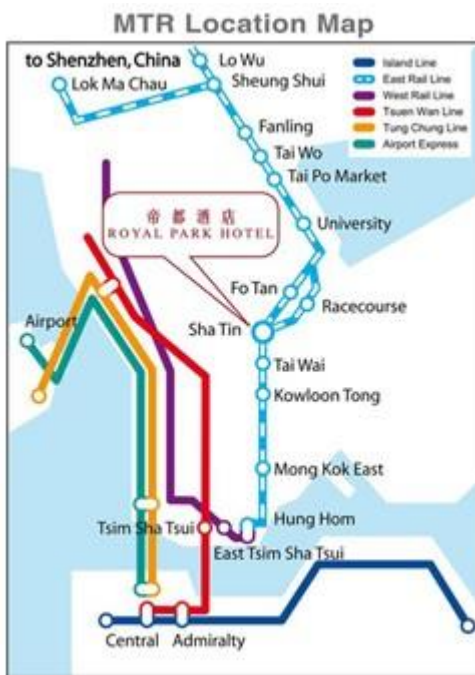 MTR Location Map
to Shenzhen, China
Lo Wu
Lok Ma Chau
Sheung Shui
Island Line
East Rail Line
West Rail Line
Tsuen Wan Line
Tung Chung Line
Airport Express
Fanling
Tai Wo
Tai Po Market
帝都酒店
ROYAL PARK HOTEL
University
Fo Tan
Racecourse
Airport
Sha Tin
Tai Wai
Kowloon Tong
Mong Kok East
Hung Hom
Tsim Sha Tsui
East Tsim Sha Tsui
Central
Admiralty